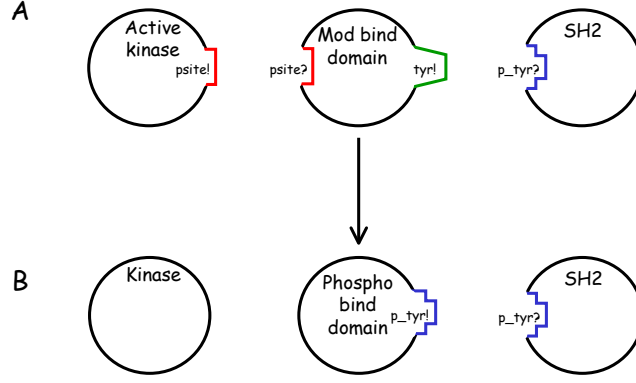 A
Active
kinase
psite!
Mod bind
domain
psite?
tyr!
SH2
p_tyr?
B
Kinase
Phospho
bind
domain
p_tyr!
SH2
p_tyr?